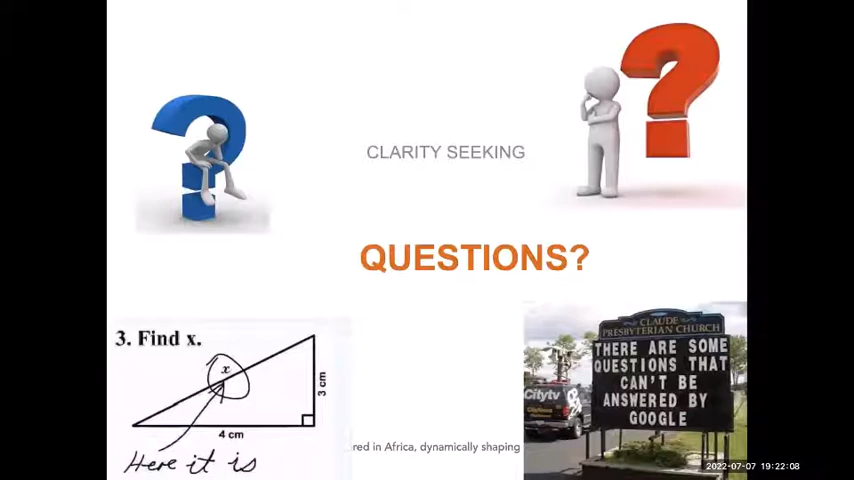 CLARITY SEEKING
QUESTIONS?
3. Find x.
x
3 cm
4 cm
Here it is
red in Africa, dynamically shaping
CLAUDE
PRESBYTERIAN CHURCH
THERE ARE SOME
QUESTIONS THAT
CAN'T BE
ANSWERED BY
GOOGLE
Citytv
2022-07-07 19:22:08